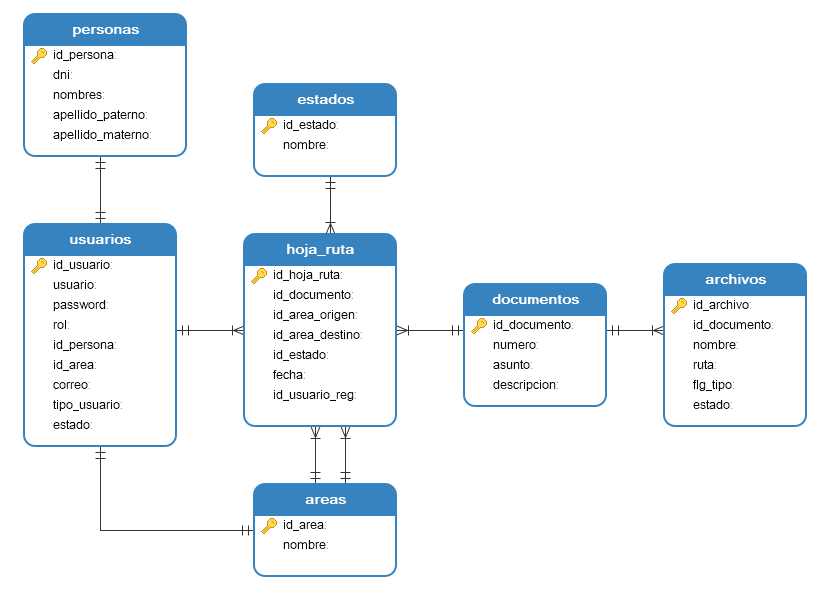 personas
id_persona:
dni:
nombres:
apellido_paterno:
apellido_materno:
estados
id_estado:
nombre:
usuarios
id_usuario:
usuario:
password:
rol:
id_persona:
id_area:
correo:
tipo_usuario:
estado:
hoja_ruta
id_hoja_ruta:
id_documento:
id_area_origen:
id_area_destino:
id_estado:
fecha:
id_usuario_reg:
documentos
id_documento:
numero:
asunto:
descripcion:
archivos
id_archivo:
id_documento:
nombre:
ruta:
flg_tipo:
estado:
areas
id_area:
nombre: